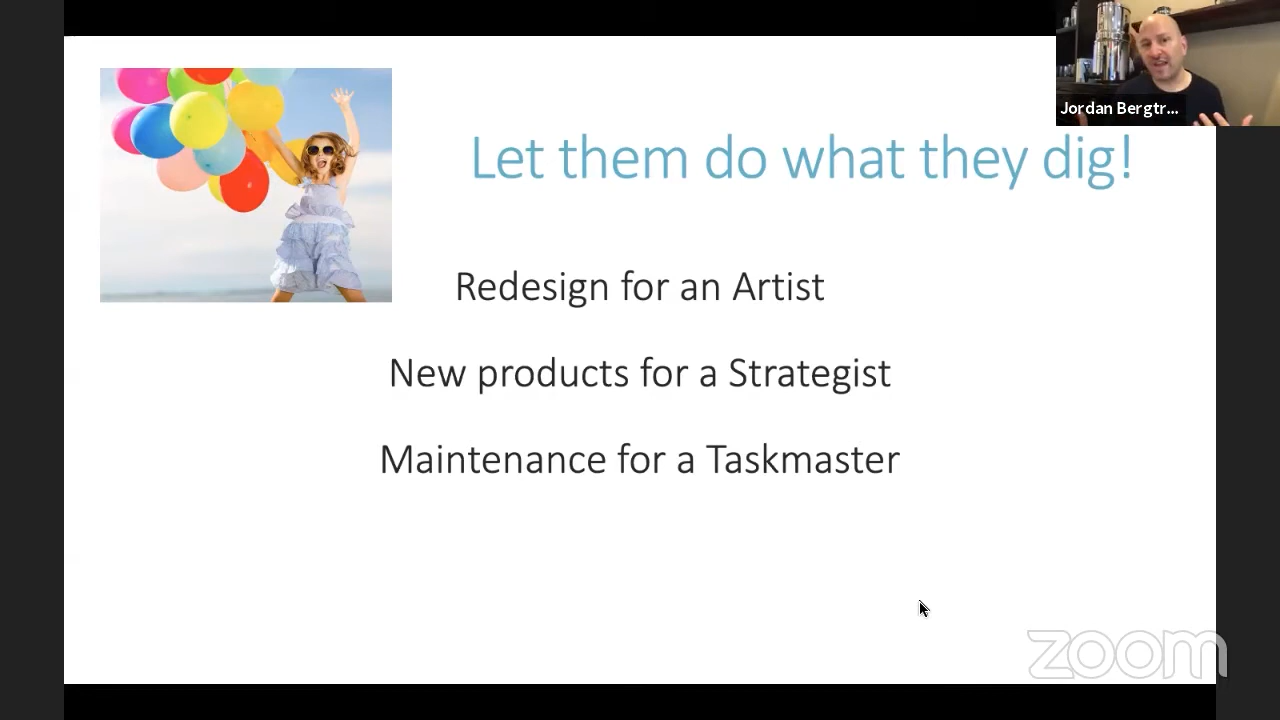 Jordan Bergtr...
Let them do what they dig!
Redesign for an Artist
New products for a Strategist
Maintenance for a Taskmaster
zoom